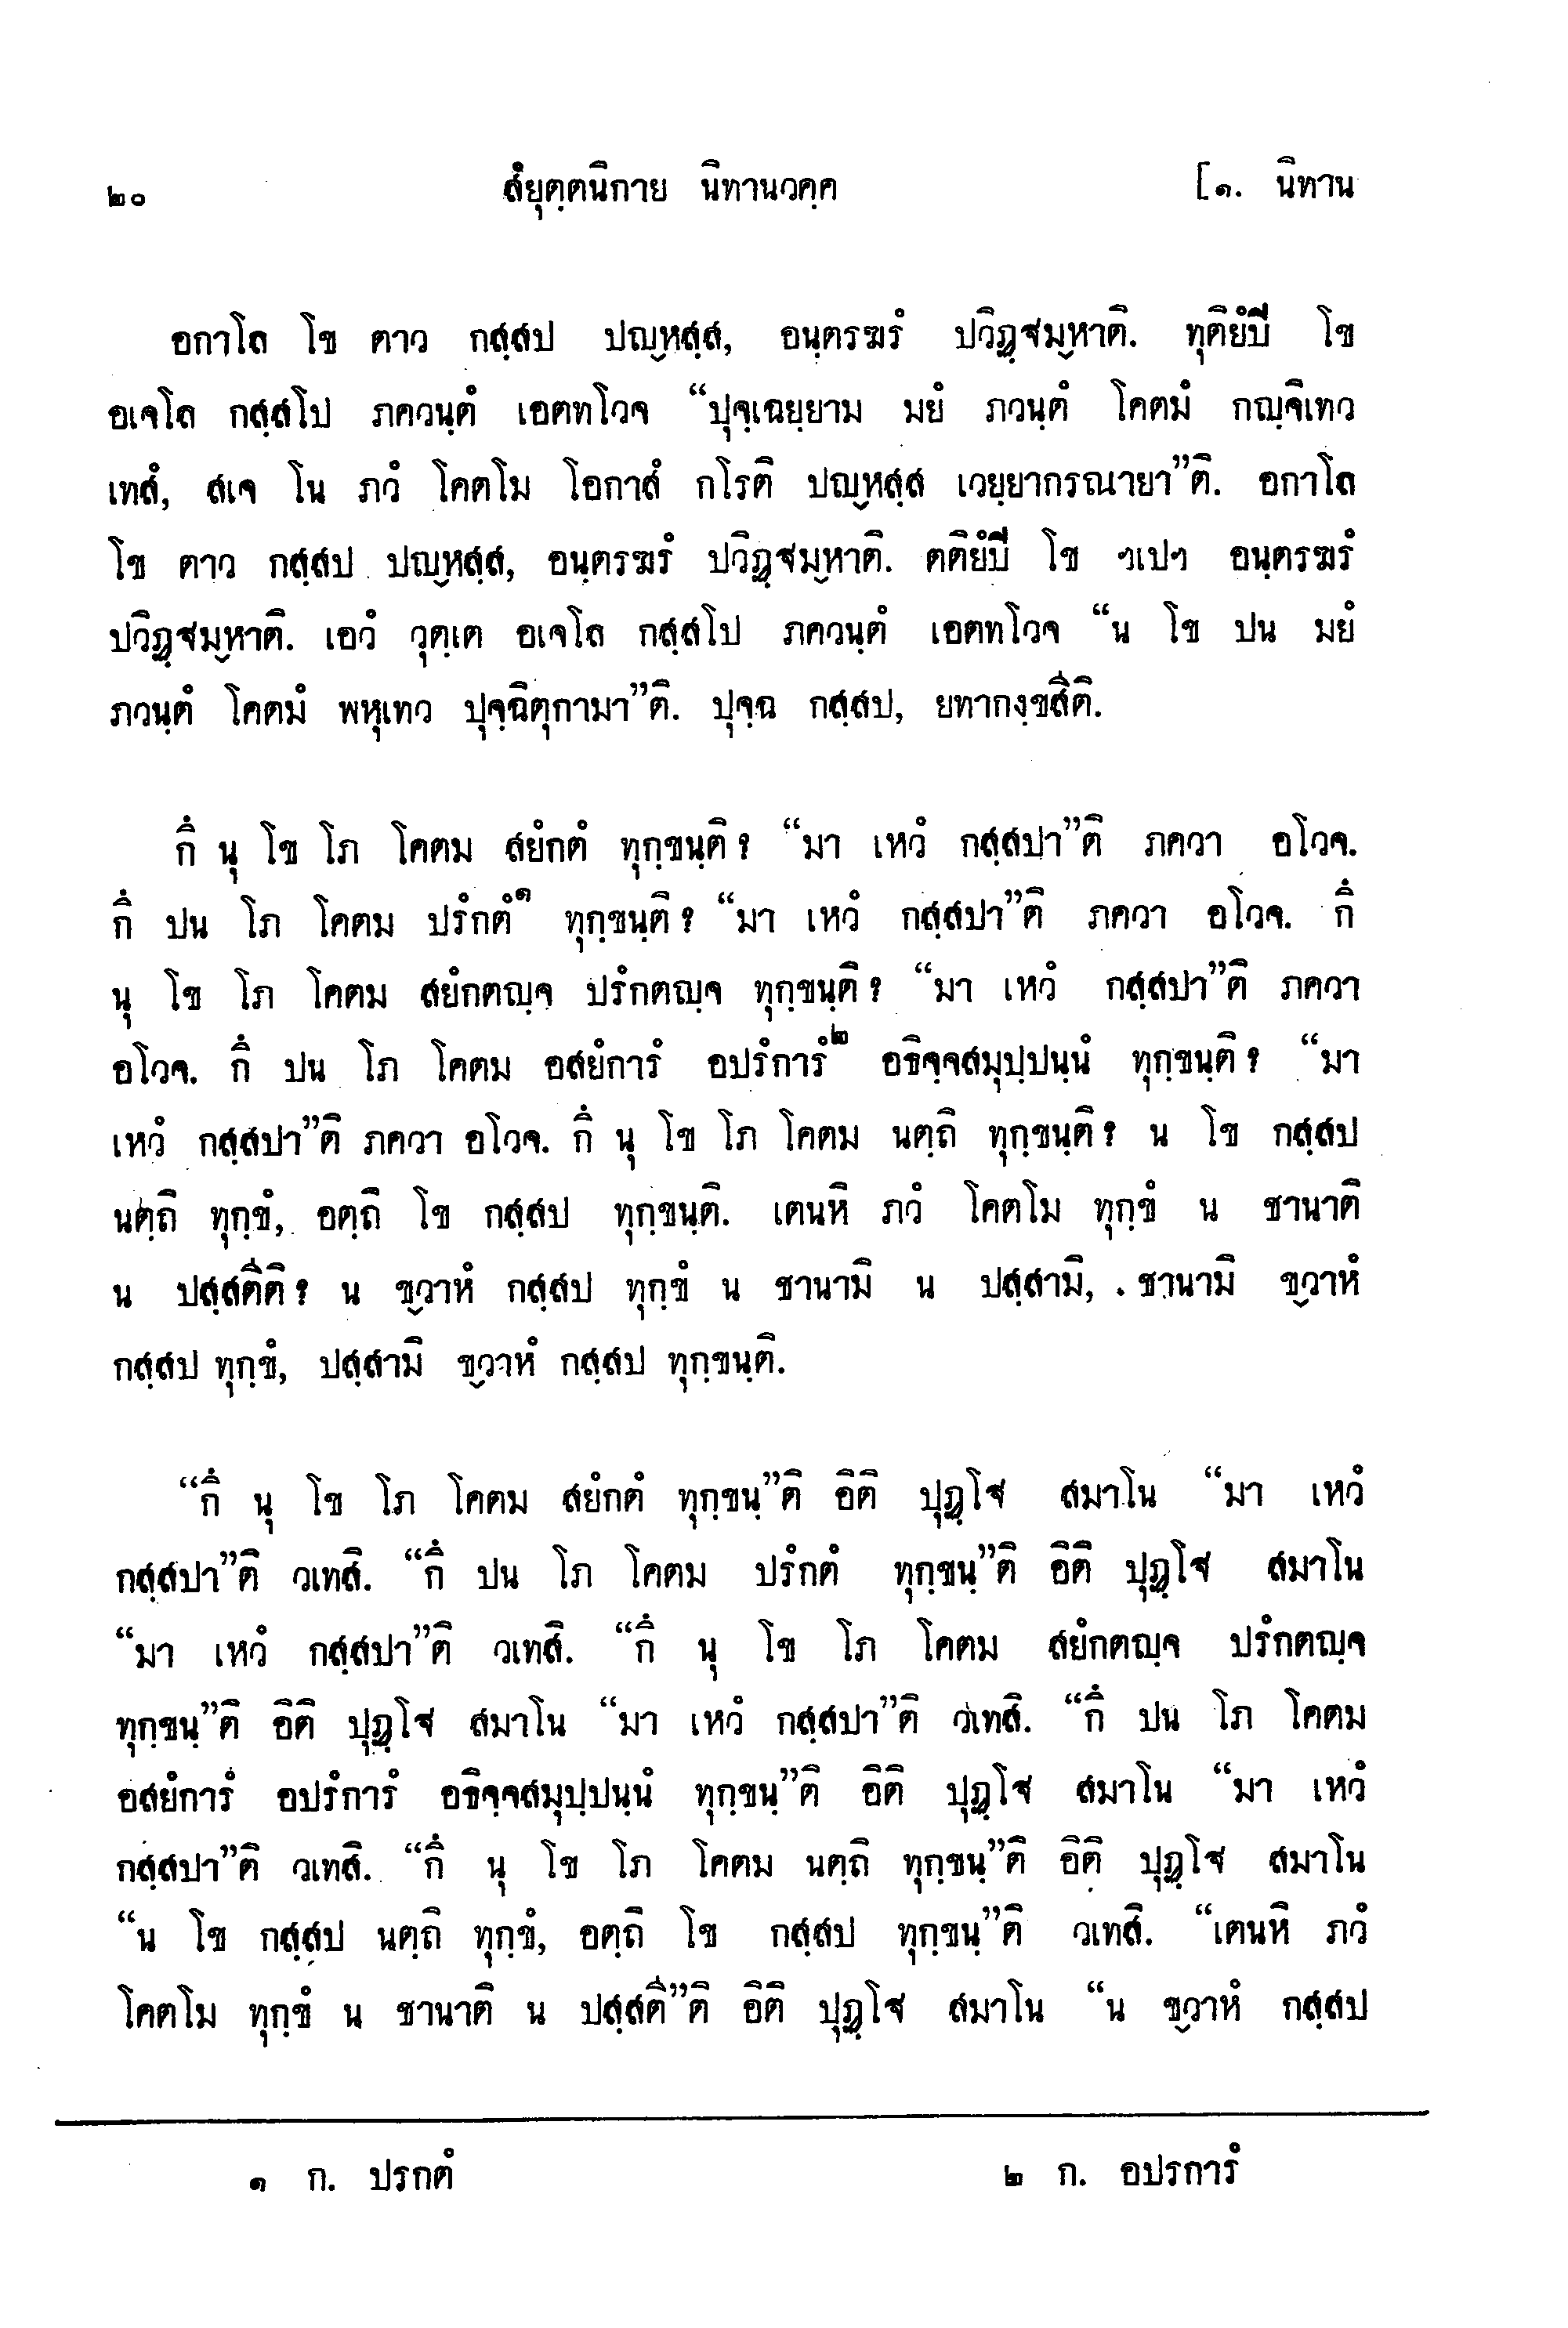 ๒๐ สํยุตฺตนิกาย นิทานวคฺค [๑. นิทาน
อกาโล โข ตาว กสฺสป ปญฺหสฺส, อนฺตรฆรํ ปวิฏฺฐมฺหาติ. ทุติยํปิ โข
อเจโล กสฺสโป ภควนฺตํ เอตทโวจ “ปุจฺเฉยฺยาม มยํ ภวนฺตํ โคตมํ กญฺจิเทว
เทสํ, สเจ โน ภวํ โคตโม โอกาสํ กโรติ ปญฺหสฺส เวยฺยากรณายา”ติ. อกาโล
โข ตาว กสฺสป ปญฺหสฺส, อนฺตรฆรํ ปวิฏฺฐมฺหาติ. ตติยํปิ โข ฯเปฯ อนฺตรฆรํ
ปวิฏฺฐมฺหาติ. เอวํ วุตฺเต อเจโล กสฺสโป ภควนฺตํ เอตทโวจ “น โข ปน มยํ
ภวนฺตํ โคตมํ พหุเทว ปุจฺฉิตุกามา”ติ. ปุจฺฉ กสฺสป, ยทากงฺขสีติ.
กึ นุ โข โภ โคตม สยํกตํ ทุกฺขนฺติ? “มา เหวํ กสฺสปา”ติ ภควา อโวจ.
กึ ปน โภ โคตม ปรํกตํ๑ ทุกฺขนฺติ? “มา เหวํ กสฺสปา”ติ ภควา อโวจ. กึ
นุ โข โภ โคตม สยํกตญฺจ ปรํกตญฺจ ทุกฺขนฺติ? “มา เหวํ กสฺสปา”ติ ภควา
อโวจ. กึ ปน โภ โคตม อสยํการํ อปรํการํ๒ อธิจฺจสมุปฺปนฺนํ ทุกฺขนฺติ? “มา
เหวํ กสฺสปา”ติ ภควา อโวจ. กึ นุ โข โภ โคตม นตฺถิ ทุกฺขนฺติ? น โข กสฺสป
นตฺถิ ทุกฺขํ, อตฺถิ โข กสฺสป ทุกฺขนฺติ. เตนหิ ภวํ โคตโม ทุกฺขํ น ชานาติ
น ปสฺสตีติ? น ขฺวาหํ กสฺสป ทุกฺขํ น ชานามิ น ปสฺสามิ, ชานามิ ขฺวาหํ
กสฺสป ทุกฺขํ, ปสฺสามิ ขฺวาหํ กสฺสป ทุกฺขนฺติ.
“กึ นุ โข โภ โคตม สยํกตํ ทุกฺขนฺ”ติ อิติ ปุฏฺโฐ สมาโน “มา เหวํ
กสฺสปา”ติ วเทสิ. “กึ ปน โภ โคตม ปรํกตํ ทุกฺขนฺ”ติ อิติ ปุฏฺโฐ สมาโน
“มา เหวํ กสฺสปา”ติ วเทสิ. “กึ นุ โข โภ โคตม สยํกตญฺจ ปรํกตญฺจ
ทุกฺขนฺ”ติ อิติ ปุฏฺโฐ สมาโน “มา เหวํ กสฺสปา”ติ วเทสิ. “กึ ปน โภ โคตม
อสยํการํ อปรํการํ อธิจฺจสมุปฺปนฺนํ ทุกฺขนฺ”ติ อิติ ปุฏฺโฐ สมาโน “มา เหวํ
กสฺสปา”ติ วเทสิ. “กึ นุ โข โภ โคตม นตฺถิ ทุกฺขนฺ”ติ อิติ ปุฏฺโฐ สมาโน
“น โข กสฺสป นตฺถิ ทุกฺขํ, อตฺถิ โข กสฺสป ทุกฺขนฺ”ติ วเทสิ. “เตนหิ ภวํ
โคตโม ทุกฺขํ น ชานาติ น ปสฺสตี”ติ อิติ ปุฏฺโฐ สมาโน “น ขฺวาหํ กสฺสป
๑ ก. ปรกตํ ๒ ก. อปรการํ